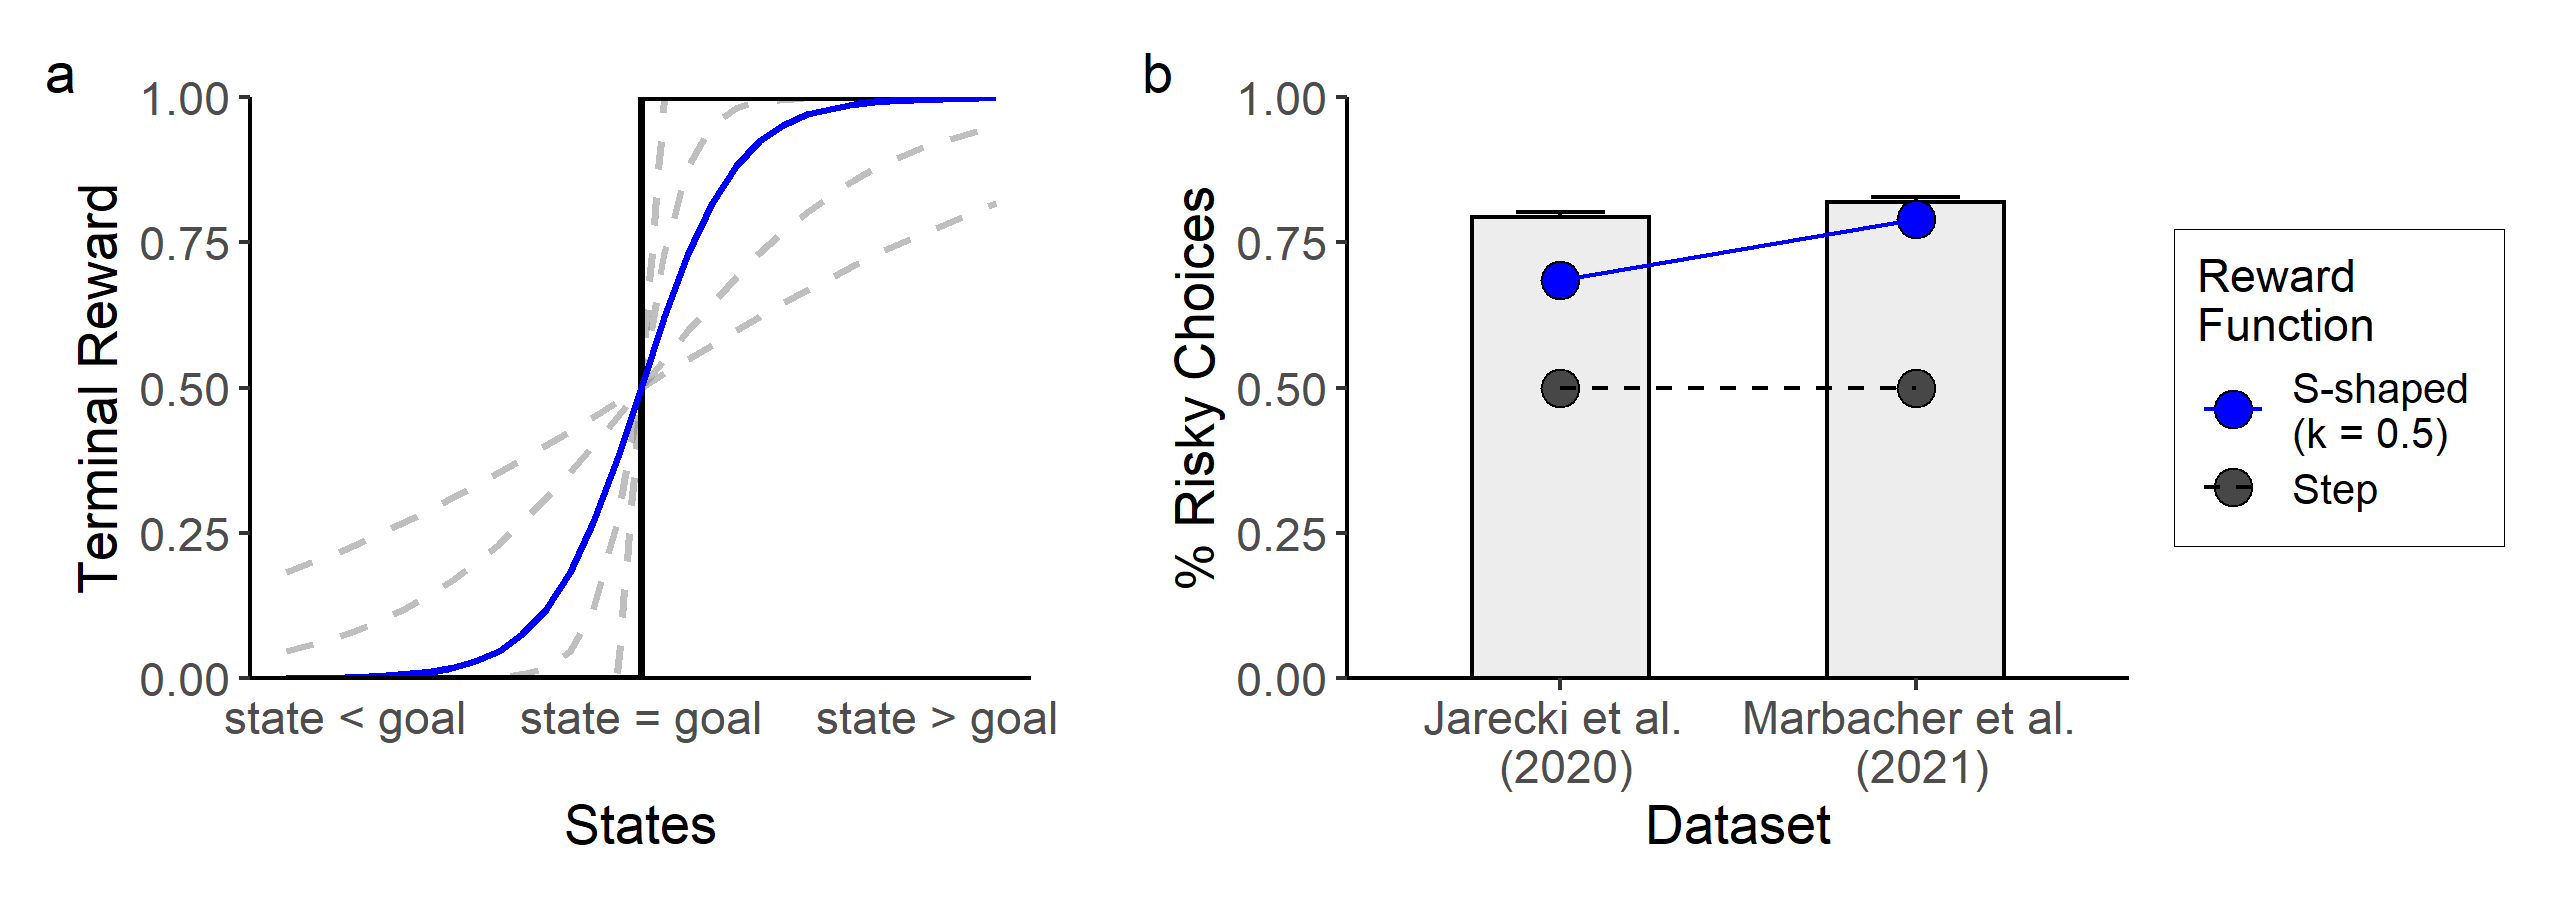 a
1.00
0.75
0.50
0.25
0.00
Terminal Reward
state < goal
state = goal
state > goal
States
b
1.00
0.75
0.50
0.25
0.00
% Risky Choices
Jarecki et al.
(2020)
Marbacher et al.
(2021)
Dataset
Reward
Function
S-shaped
(k = 0.5)
Step